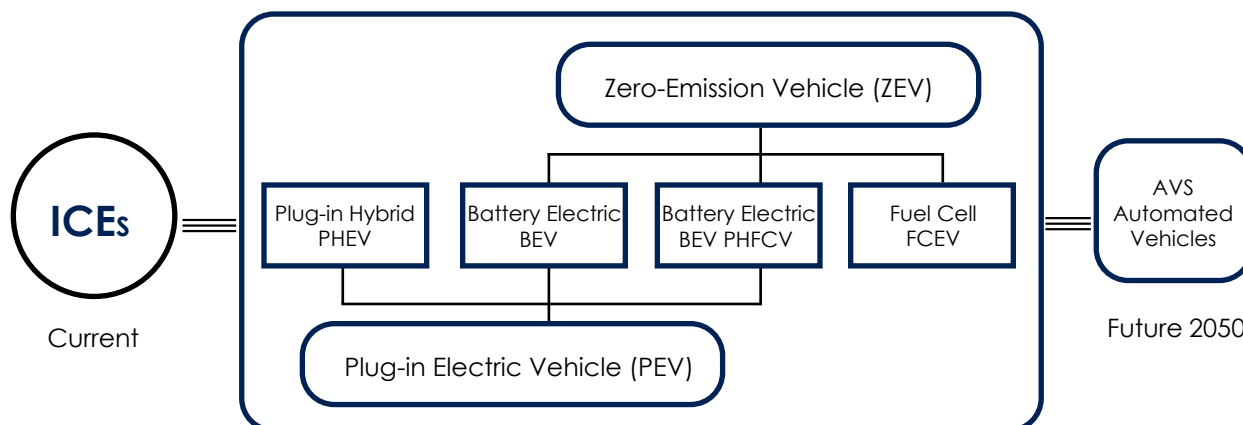 Zero-Emission Vehicle (ZEV)
ICEs
Current
Plug-in Hybrid
PHEV
Battery Electric
BEV
Battery Electric
BEV PHFCV
Fuel Cell
FCEV
Plug-in Electric Vehicle (PEV)
AVS
Automated
Vehicles
Future 2050